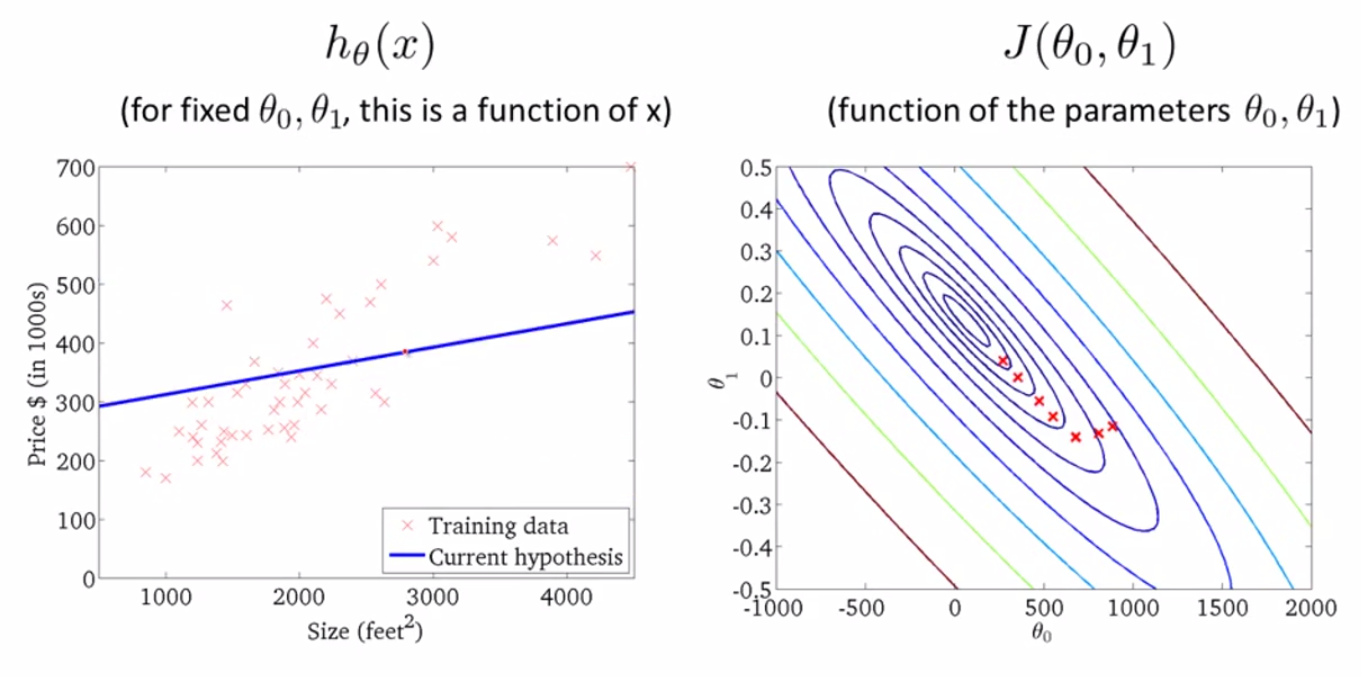 hθ(x)
(for fixed θ0, θ1, this is a function of x)
700
600
500
400
300
200
100
0
Price $ (in 1000s)
1000 2000 3000 4000
Size (feet2)
Training data
Current hypothesis
J(θ0, θ1)
(function of the parameters θ0, θ1)
0.5
0.4
0.3
0.2
0.1
0
-0.1
-0.2
-0.3
-0.4
-0.5
θ1
-1000 -500 0 500 1000 1500 2000
θ0